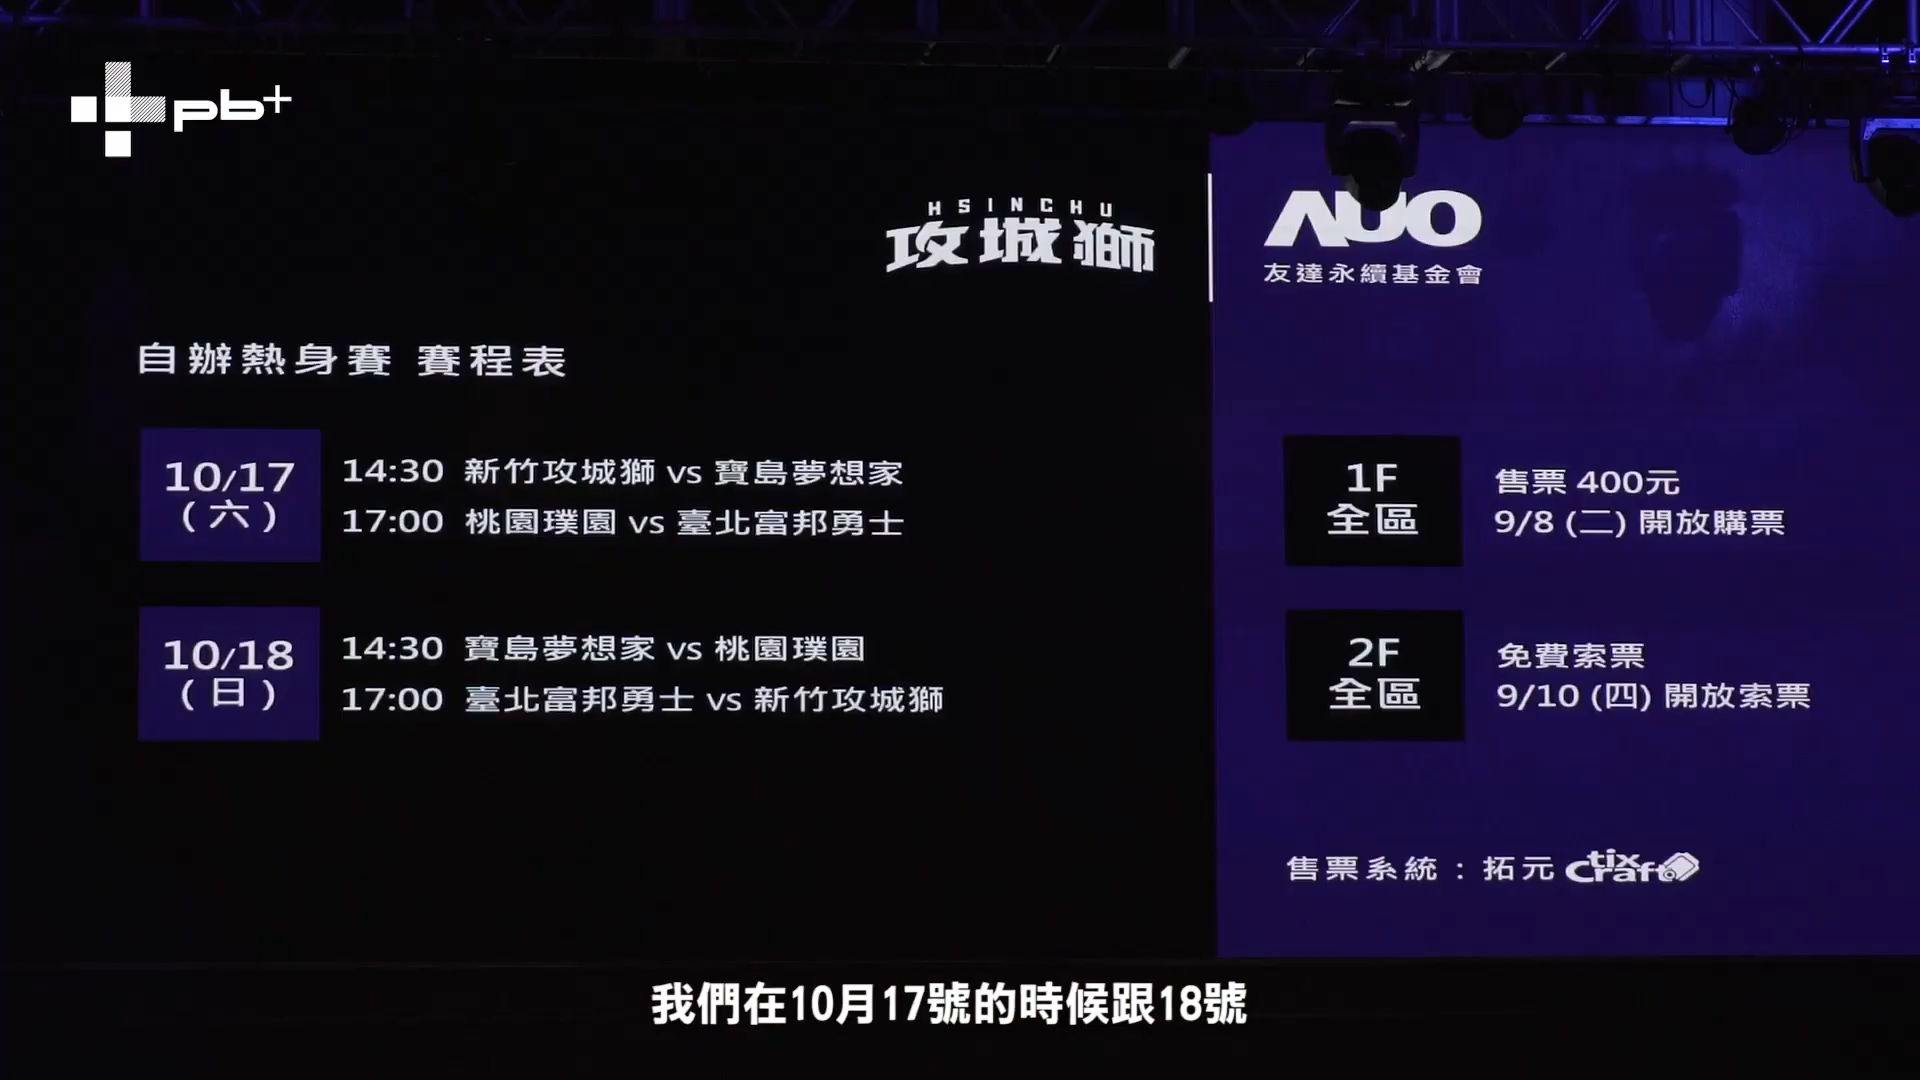 pb+
HSINCHU
攻城獅
AUO
友達永續基金會
自辦熱身賽 賽程表
10/17
(六)
14:30 新竹攻城獅 vs 寶島夢想家
17:00 桃園璞園 vs 臺北富邦勇士
10/18
(日)
14:30 寶島夢想家 vs 桃園璞園
17:00 臺北富邦勇士 vs 新竹攻城獅
1F
全區
售票 400元
9/8 (二) 開放購票
2F
全區
免費索票
9/10 (四) 開放索票
售票系統：拓元 tixCraft
我們在10月17號的時候跟18號